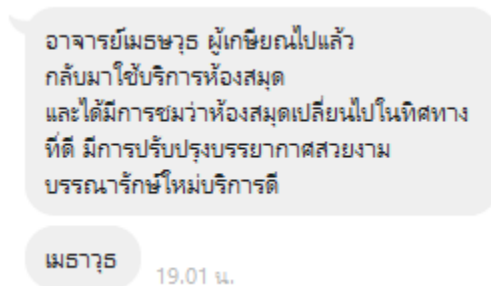 อาจารย์เมธษวุธ ผู้เกษียณไปแล้ว
กลับมาใช้บริการห้องสมุด
และได้มีการชมว่าห้องสมุดเปลี่ยนไปในทิศทาง
ที่ดี มีการปรับปรุงบรรยากาศสวยงาม
บรรณารักษ์ใหม่บริการดี
เมธาวุธ
19.01 น.